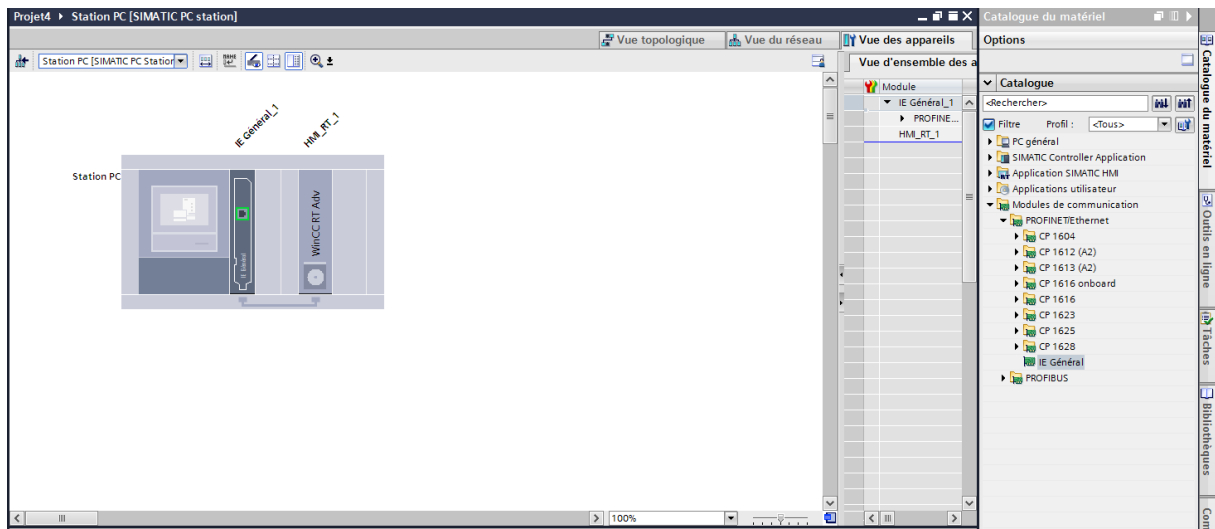 Projet4 ▸ Station PC [SIMATIC PC station]
Vue topologique
Vue du réseau
Vue des appareils
Station PC [SIMATIC PC Station
Vue d'ensemble des a
Module
IE Général_1
PROFINE...
HMI_RT_1
IE Général_1
HMI_RT_1
Station PC
IE Général
WinCC RT Adv
100%
Catalogue du matériel
Options
Catalogue
<Rechercher>
Filtre
Profil :
<Tous>
PC général
SIMATIC Controller Application
Application SIMATIC HMI
Applications utilisateur
Modules de communication
PROFINET/Ethernet
CP 1604
CP 1612 (A2)
CP 1613 (A2)
CP 1616 onboard
CP 1616
CP 1623
CP 1625
CP 1628
IE Général
PROFIBUS
Catalogue du matériel
Outils en ligne
Tâches
Bibliothèques
Com